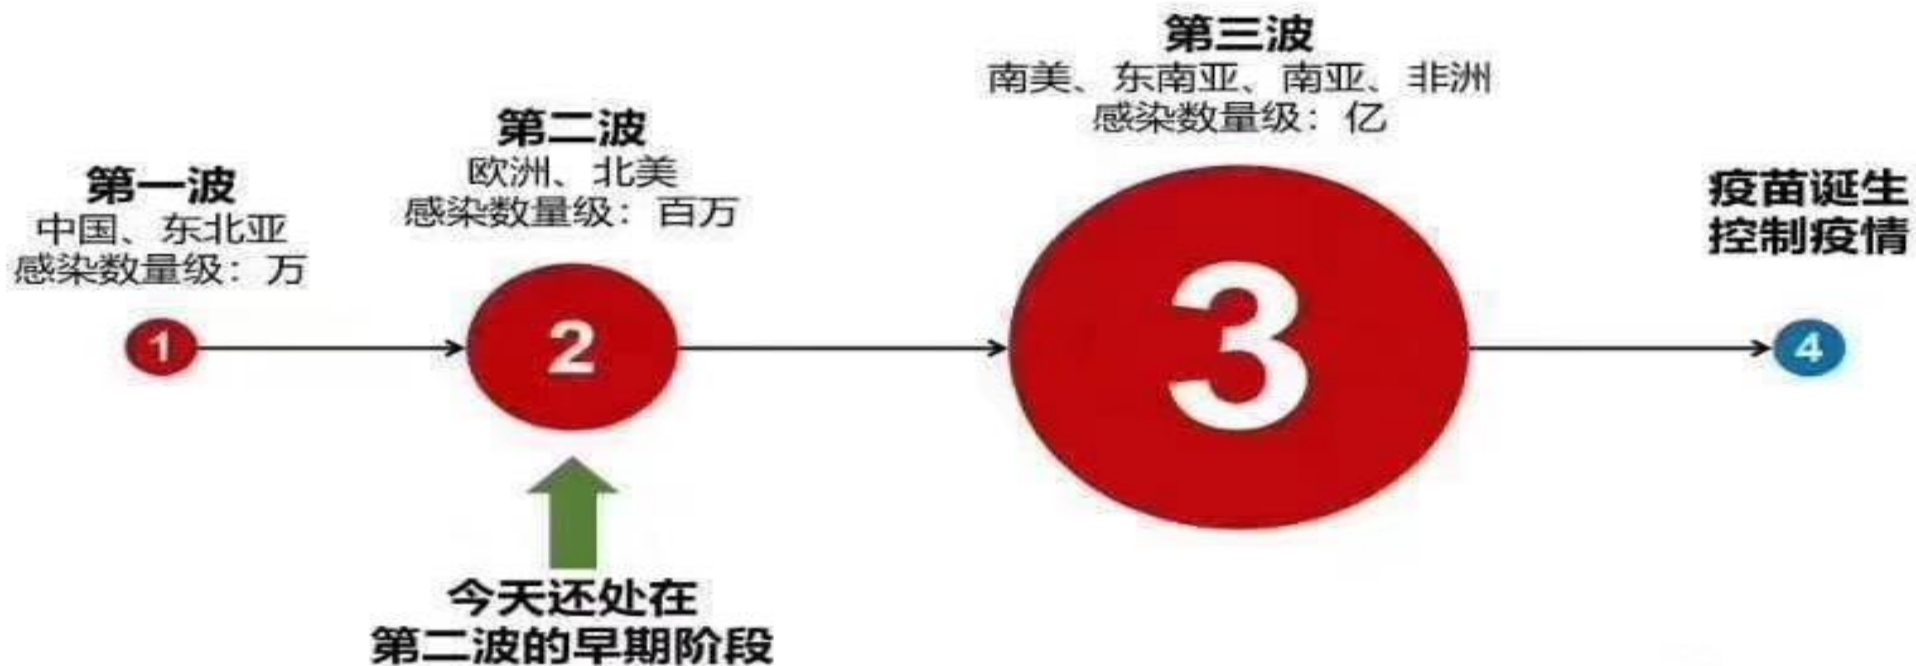 第一波
中国、东北亚
感染数量级：万
1
第二波
欧洲、北美
感染数量级：百万
2
今天还处在
第二波的早期阶段
第三波
南美、东南亚、南亚、非洲
感染数量级：亿
3
疫苗诞生
控制疫情
4